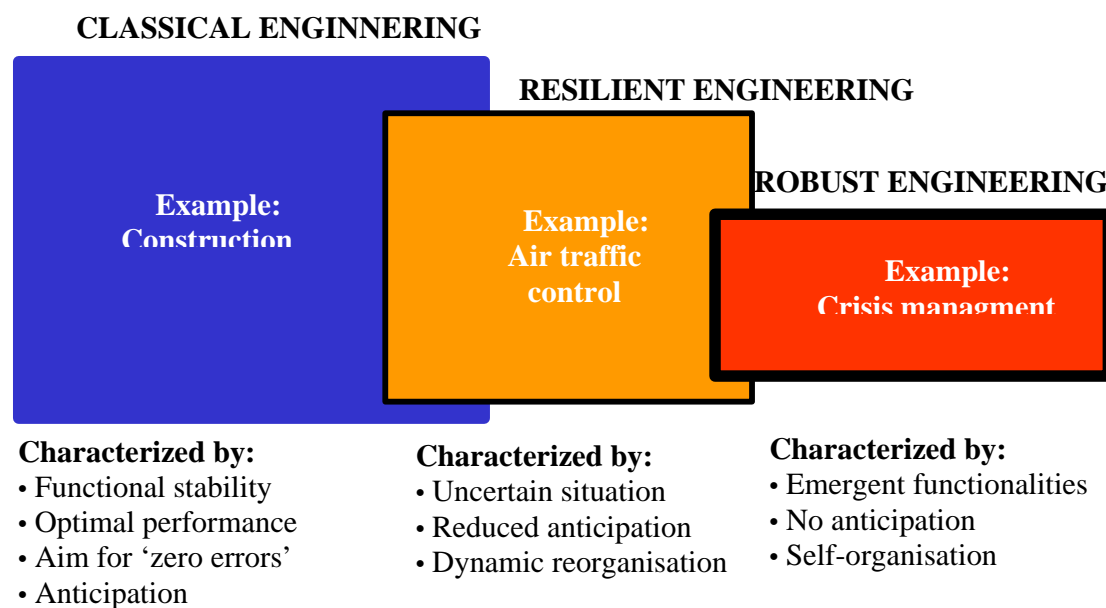 CLASSICAL ENGINNERING
RESILIENT ENGINEERING
ROBUST ENGINEERING
Example:
Construction
Example:
Air traffic
control
Example:
Crisis managment
Characterized by:
• Functional stability
• Optimal performance
• Aim for ‘zero errors’
• Anticipation
Characterized by:
• Uncertain situation
• Reduced anticipation
• Dynamic reorganisation
Characterized by:
• Emergent functionalities
• No anticipation
• Self-organisation